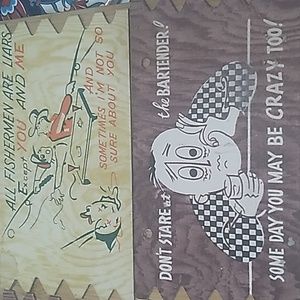 ALL FISHERMEN ARE LIARS
Except YOU AND ME
AND
SOMETIMES I'M NOT SO
SURE ABOUT YOU
DON'T STARE at the BARTENDER!
SOME DAY YOU MAY BE CRAZY TOO!